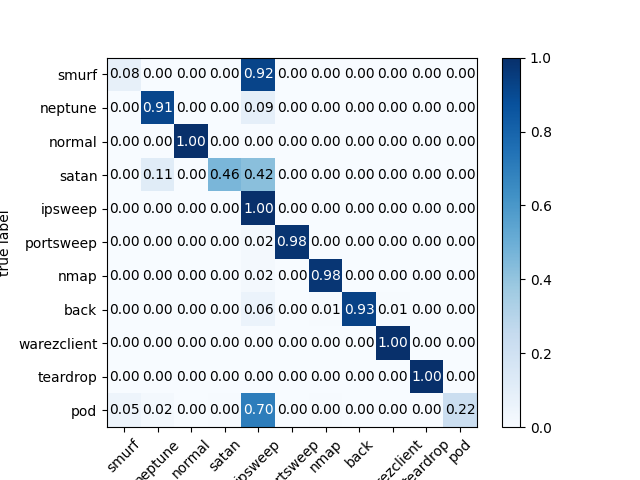 smurf 0.08 0.00 0.00 0.00 0.92 0.00 0.00 0.00 0.00 0.00 0.00
neptune 0.00 0.91 0.00 0.00 0.09 0.00 0.00 0.00 0.00 0.00 0.00
normal 0.00 0.00 1.00 0.00 0.00 0.00 0.00 0.00 0.00 0.00 0.00
satan 0.00 0.11 0.00 0.46 0.42 0.00 0.00 0.00 0.00 0.00 0.00
ipsweep 0.00 0.00 0.00 0.00 1.00 0.00 0.00 0.00 0.00 0.00 0.00
portsweep 0.00 0.00 0.00 0.00 0.02 0.98 0.00 0.00 0.00 0.00 0.00
nmap 0.00 0.00 0.00 0.00 0.02 0.00 0.98 0.00 0.00 0.00 0.00
back 0.00 0.00 0.00 0.00 0.06 0.00 0.01 0.93 0.01 0.00 0.00
warezclient 0.00 0.00 0.00 0.00 0.00 0.00 0.00 0.00 1.00 0.00 0.00
teardrop 0.00 0.00 0.00 0.00 0.00 0.00 0.00 0.00 0.00 1.00 0.00
pod 0.05 0.02 0.00 0.00 0.70 0.00 0.00 0.00 0.00 0.00 0.22
true label
smurf eptune normal satan ipsweep rtsweep nmap back ezclient teardrop pod
1.0
0.8
0.6
0.4
0.2
0.0